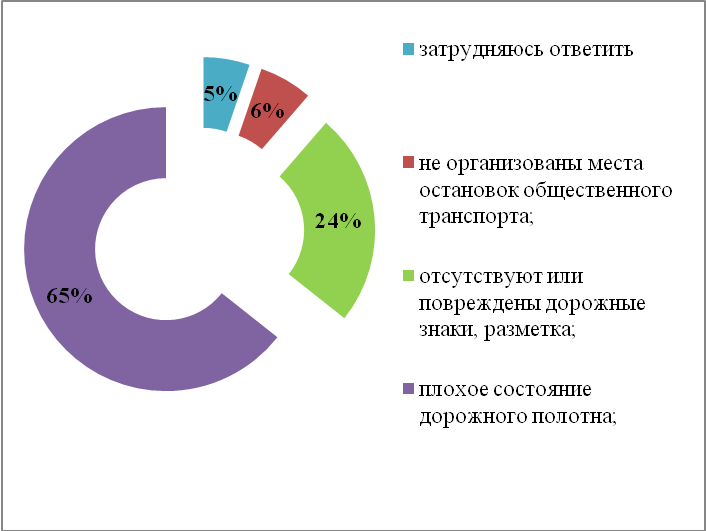 5%
6%
24%
65%
затрудняюсь ответить
не организованы места
остановок общественного
транспорта;
отсутствуют или
повреждены дорожные
знаки, разметка;
плохое состояние
дорожного полотна;